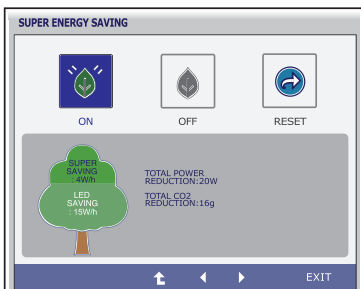 SUPER ENERGY SAVING
ON
OFF
RESET
SUPER
SAVING
: 4W/h
LED
SAVING
: 15W/h
TOTAL POWER
REDUCTION:20W
TOTAL CO2
REDUCTION:16g
EXIT